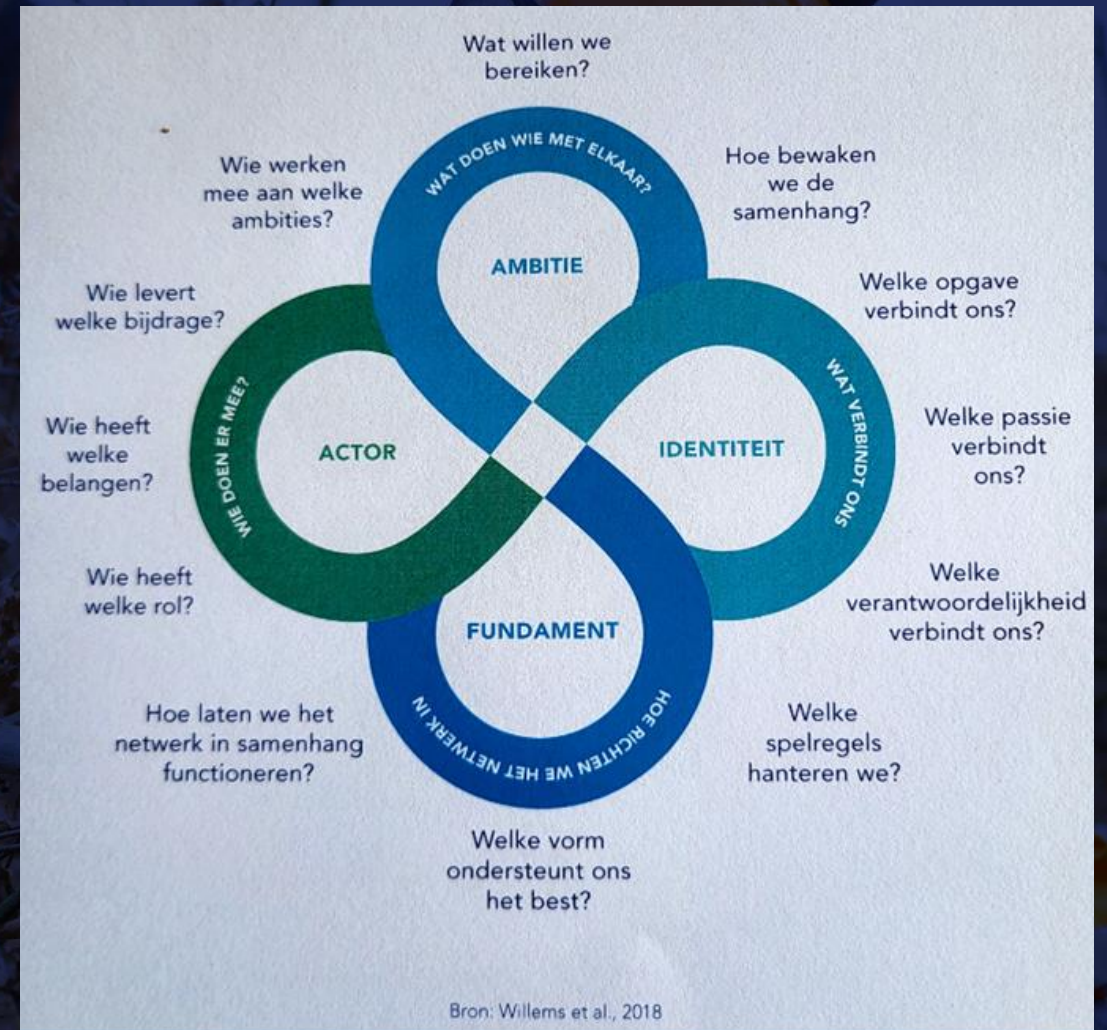 Wat willen we
bereiken?
Wie werken
mee aan welke
ambities?
WAT DOEN WIE MET ELKAAR?
Hoe bewaken
we de
samenhang?
AMBITIE
Wie levert
welke bijdrage?
Welke opgave
verbindt ons?
Wie heeft
welke
belangen?
WIE DOEN ER MEE?
ACTOR
IDENTITEIT
WAT VERBINDT ONS
Welke passie
verbindt
ons?
Wie heeft
welke rol?
Welke
verantwoordelijkheid
verbindt ons?
FUNDAMENT
HOE RICHTEN WE HET NETWERK IN
Hoe laten we het
netwerk in samenhang
functioneren?
Welke
spelregels
hanteren we?
Welke vorm
ondersteunt ons
het best?
Bron: Willems et al., 2018